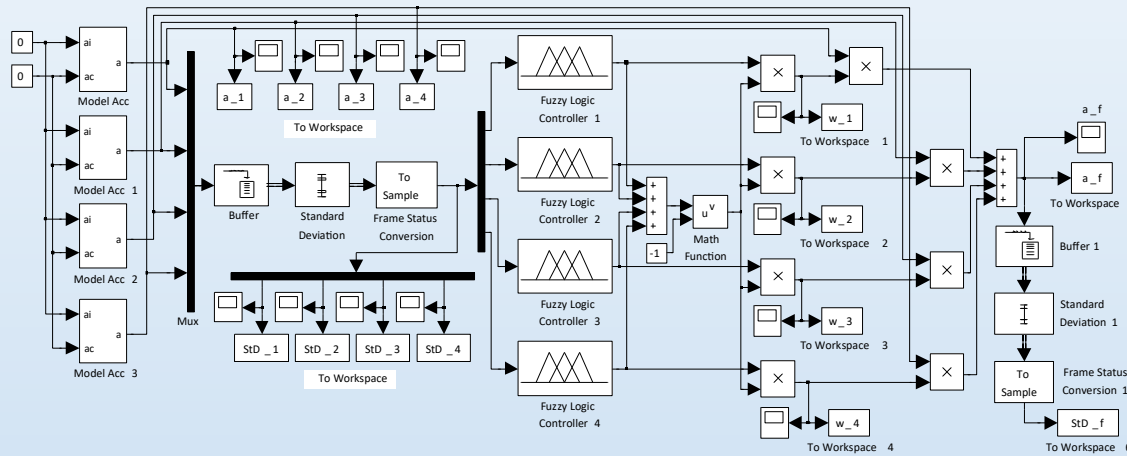 0
ai
ac
a
Model Acc
0
ai
ac
a
Model Acc 1
ai
ac
a
Model Acc 2
ai
ac
a
Model Acc 3
Mux
a _1
a _2
a _3
a _4
To Workspace
Buffer
Standard
Deviation
To
Sample
Frame Status
Conversion
StD _1
StD _2
StD _3
StD _4
To Workspace
Fuzzy Logic
Controller 1
Fuzzy Logic
Controller 2
Fuzzy Logic
Controller 3
Fuzzy Logic
Controller 4
+
+
+
+
-1
u v
Math
Function
×
w _1
To Workspace 1
×
w _2
To Workspace 2
×
w _3
To Workspace 3
×
w _4
To Workspace 4
×
×
×
×
+
+
+
+
a _f
a _f
To Workspace
Buffer 1
Standard
Deviation 1
To
Sample
Frame Status
Conversion 1
StD _f
To Workspace